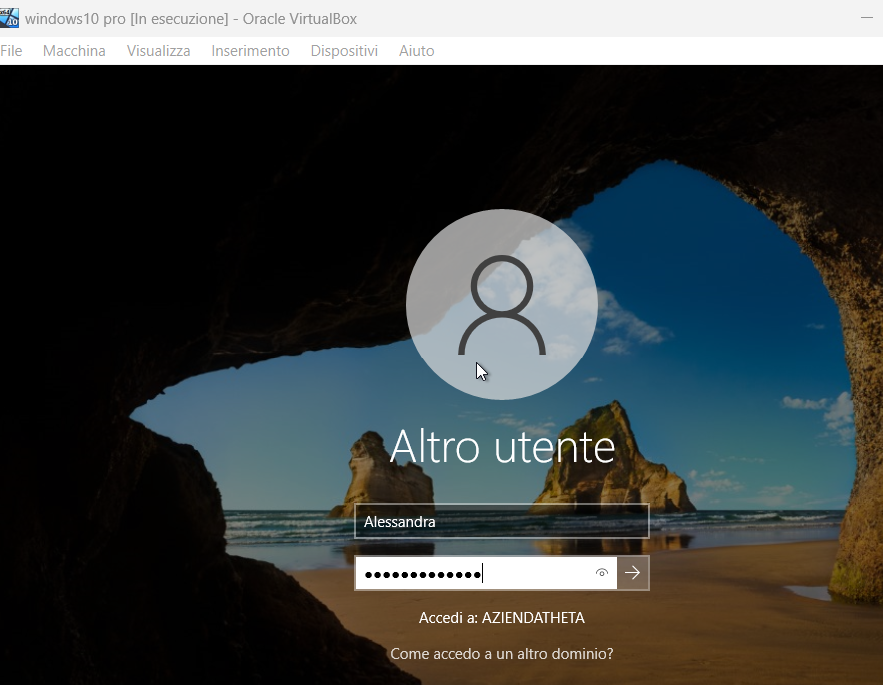 windows10 pro [In esecuzione] - Oracle VirtualBox
File Macchina Visualizza Inserimento Dispositivi Aiuto
Altro utente
Alessandra
●●●●●●●●●●●●●
Accedi a: AZIENDATHETA
Come accedo a un altro dominio?